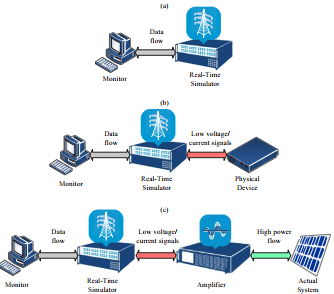 (a)
Data
flow
Monitor
Real-Time
Simulator
(b)
Data
flow
Low voltage/
current signals
Monitor
Real-Time
Simulator
Physical
Device
(c)
Data
flow
Low voltage/
current signals
High power
flow
Monitor
Real-Time
Simulator
Amplifier
Actual
System